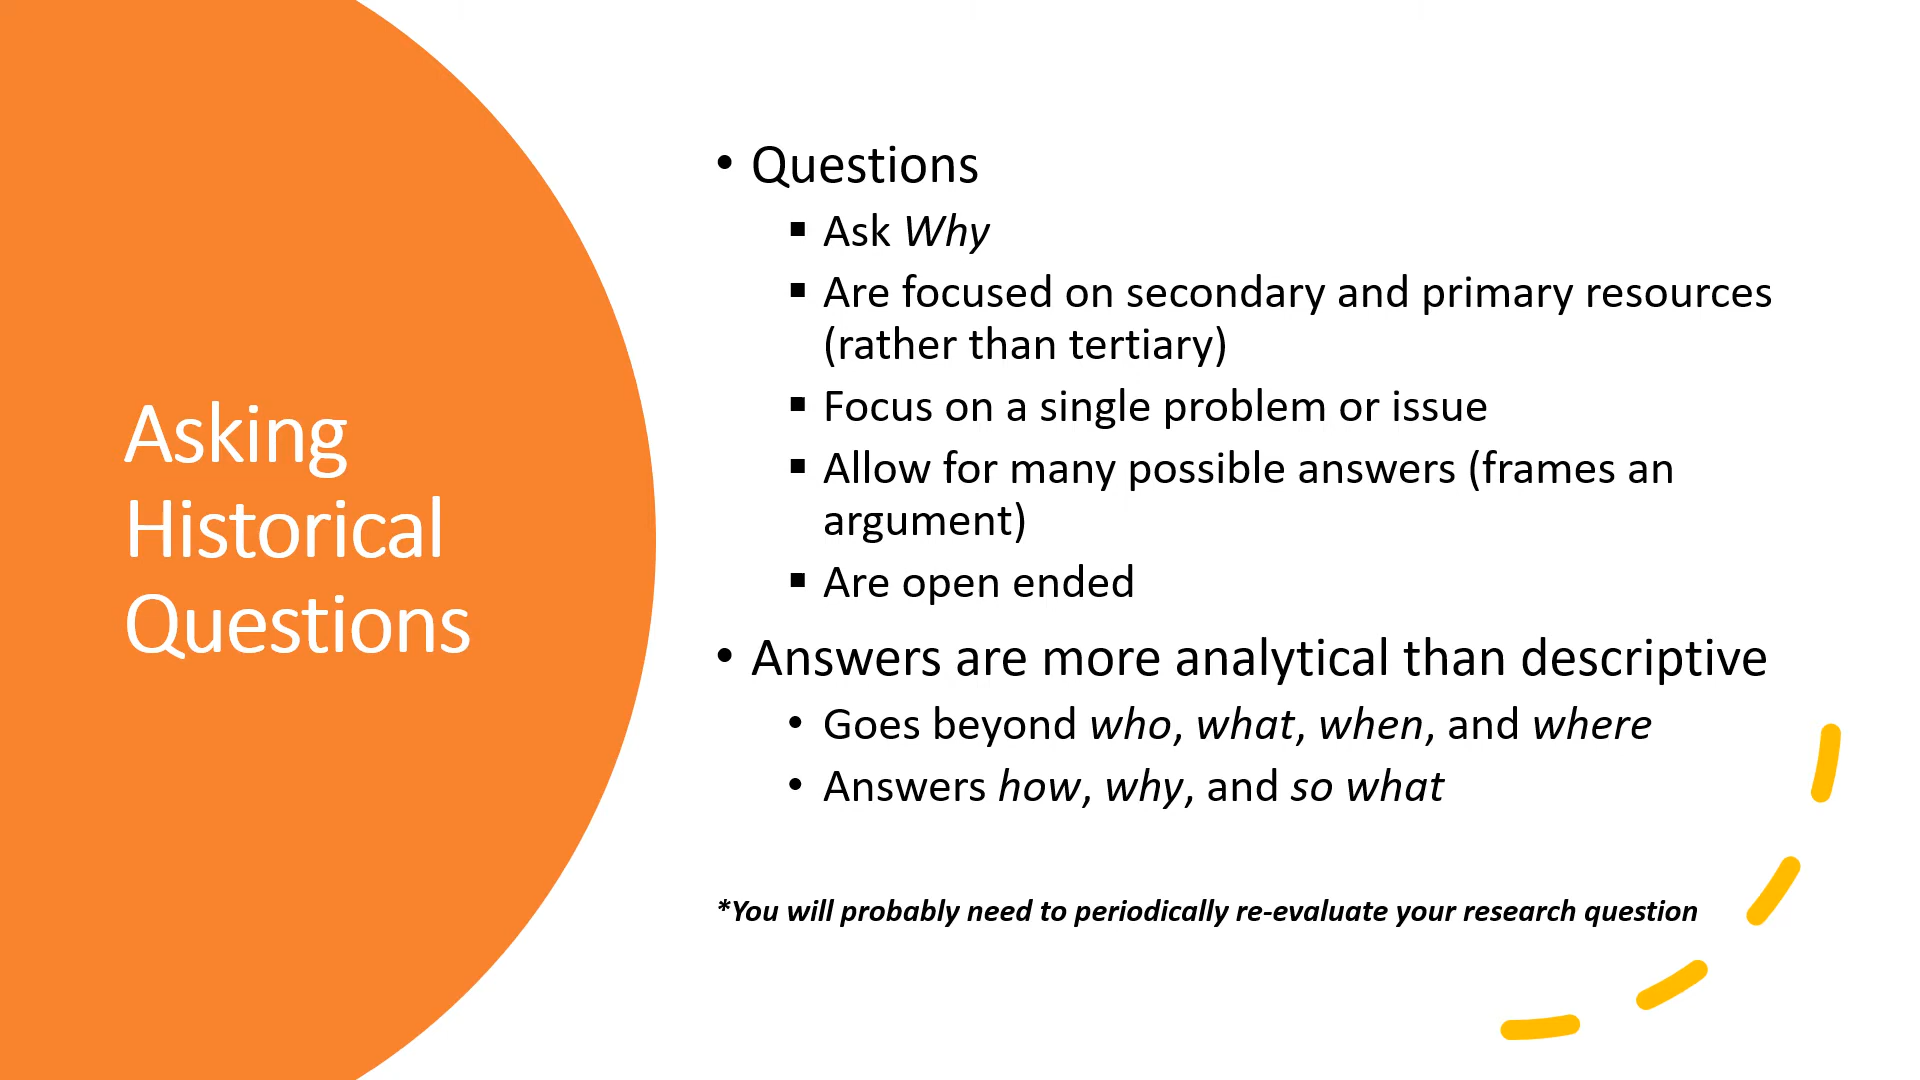 Asking
Historical
Questions
• Questions
▪ Ask Why
▪ Are focused on secondary and primary resources
(rather than tertiary)
▪ Focus on a single problem or issue
▪ Allow for many possible answers (frames an
argument)
▪ Are open ended
• Answers are more analytical than descriptive
• Goes beyond who, what, when, and where
• Answers how, why, and so what
*You will probably need to periodically re-evaluate your research question